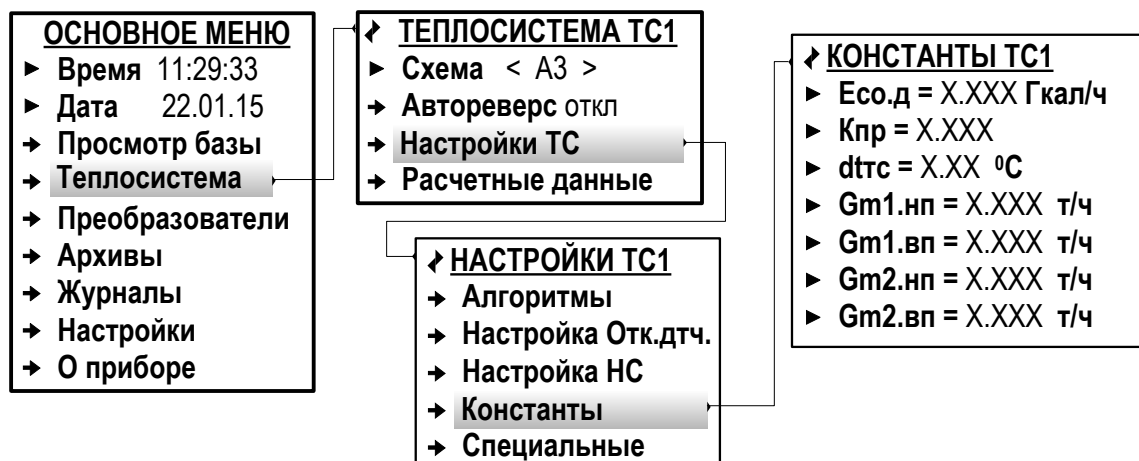 ОСНОВНОЕ МЕНЮ
Время 11:29:33
Дата 22.01.15
Просмотр базы
Теплосистема
Преобразователи
Архивы
Журналы
Настройки
О приборе
ТЕПЛОСИСТЕМА ТС1
Схема < А3 >
Автореверс откл
Настройки ТС
Расчетные данные
НАСТРОЙКИ ТС1
Алгоритмы
Настройка Отк.дтч.
Настройка НС
Константы
Специальные
КОНСТАНТЫ ТС1
Есо.д = X.XXX Гкал/ч
Кпр = X.XXX
dtтс = X.XX ⁰С
Gm1.нп = X.XXX т/ч
Gm1.вп = X.XXX т/ч
Gm2.нп = X.XXX т/ч
Gm2.вп = X.XXX т/ч